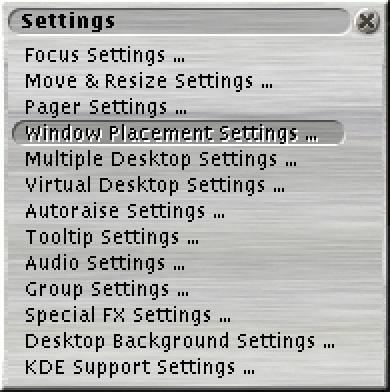 Settings
Focus Settings ...
Move & Resize Settings ...
Pager Settings ...
Window Placement Settings ...
Multiple Desktop Settings ...
Virtual Desktop Settings ...
Autoraise Settings ...
Tooltip Settings ...
Audio Settings ...
Group Settings ...
Special FX Settings ...
Desktop Background Settings ...
KDE Support Settings ...